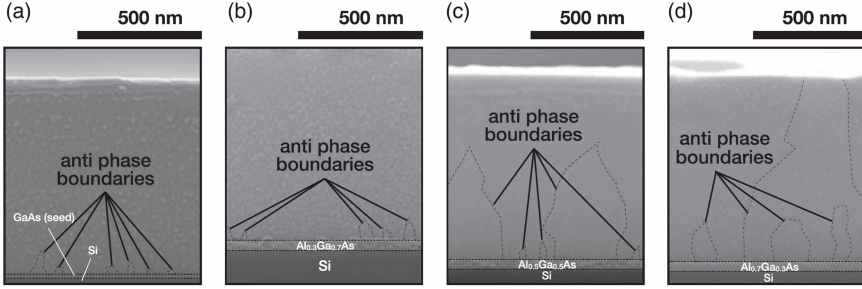 (a)
500 nm
anti phase
boundaries
GaAs (seed)
Si
(b)
500 nm
anti phase
boundaries
Al0.3Ga0.7As
Si
(c)
500 nm
anti phase
boundaries
Al0.5Ga0.5As
Si
(d)
500 nm
anti phase
boundaries
Al0.7Ga0.3As
Si